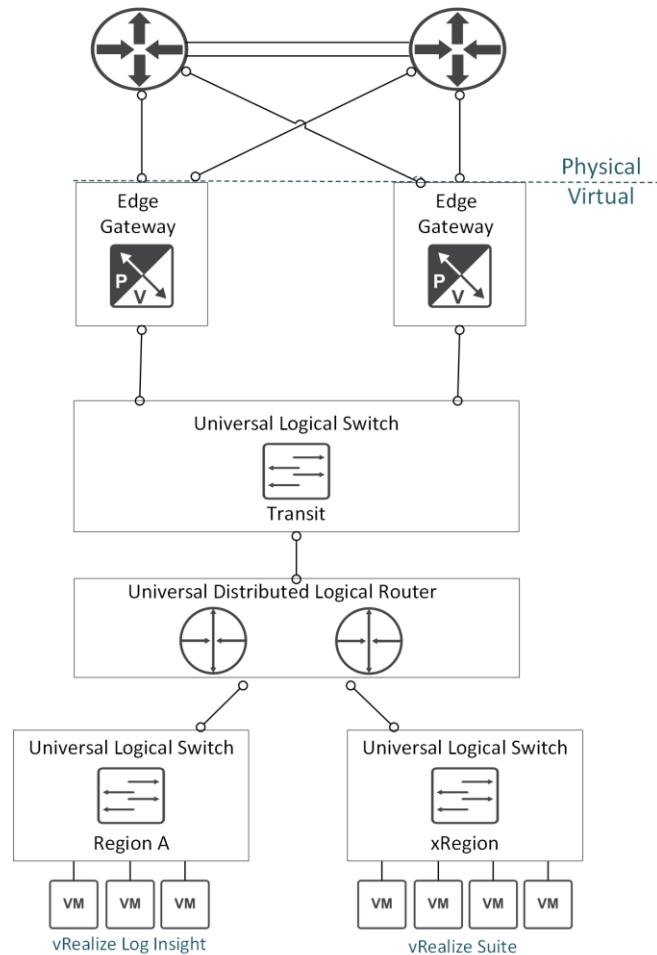 Physical
Virtual
Edge
Gateway
P
V
Edge
Gateway
P
V
Universal Logical Switch
Transit
Universal Distributed Logical Router
Universal Logical Switch
Region A
VM VM VM
vRealize Log Insight
Universal Logical Switch
xRegion
VM VM VM VM
vRealize Suite